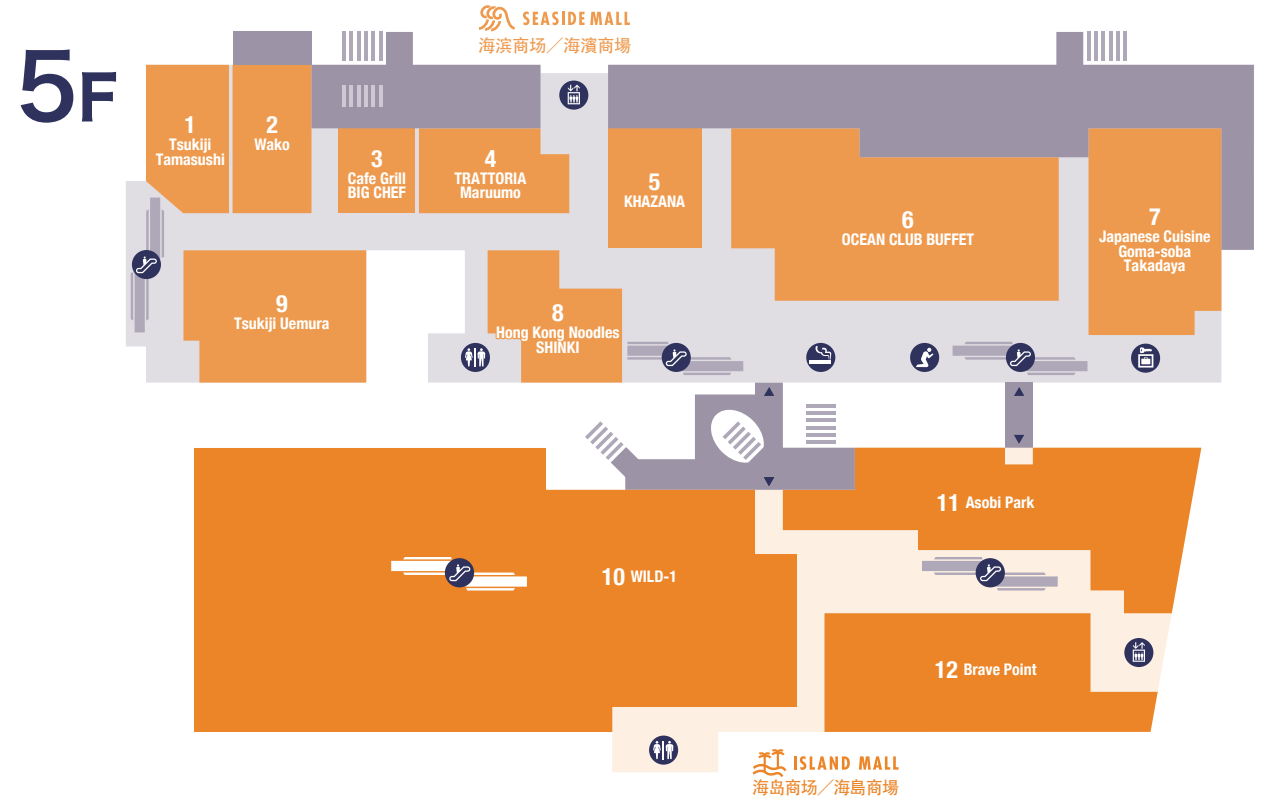 SEASIDE MALL
海滨商场／海濱商場
5F
1
Tsukiji
Tamasushi
2
Wako
3
Cafe Grill
BIG CHEF
4
TRATTORIA
Maruumo
5
KHAZANA
6
OCEAN CLUB BUFFET
7
Japanese Cuisine
Goma-soba
Takadaya
9
Tsukiji Uemura
8
Hong Kong Noodles
SHINKI
11 Asobi Park
10 WILD-1
12 Brave Point
ISLAND MALL
海岛商场／海島商場